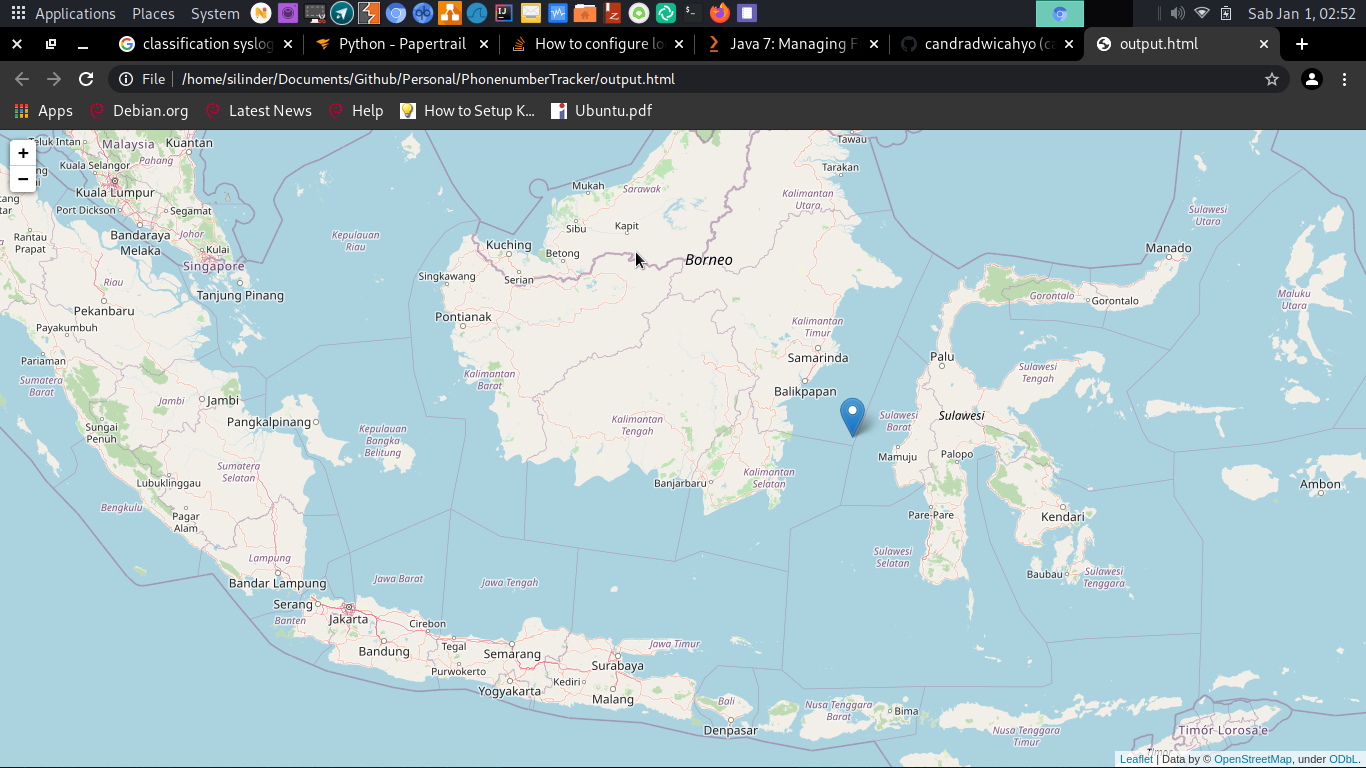 Applications Places System Sab Jan 1, 02:52
classification syslog Python - Papertrail How to configure lo Java 7: Managing F candradwicahyo (ca output.html
File /home/silinder/Documents/Github/Personal/PhonenumberTracker/output.html
Apps Debian.org Latest News Help How to Setup K... Ubuntu.pdf
+
−
Teluk Intan
Malaysia
Kuantan
Pahang
Kuala Selangor
Kuala Lumpur
Port Dickson
Segamat
Bandaraya
Melaka
Johor
Kulai
Singapore
Rantau
Prapat
Riau
Tanjung Pinang
Pekanbaru
Payakumbuh
Pariaman
Sumatera
Barat
Jambi
Jambi
Sungai
Penuh
Pangkalpinang
Kepulauan
Riau
Kepulauan
Bangka
Belitung
Sumatera
Selatan
Lubuklinggau
Bengkulu
Pagar
Alam
Lampung
Bandar Lampung
Serang
Banten
Jakarta
Jawa Barat
Cirebon
Bandung
Tegal
Purwokerto
Jawa Tengah
Semarang
Yogyakarta
Kediri
Surabaya
Malang
Jawa Timur
Bali
Denpasar
Nusa Tenggara
Barat
Bima
Nusa Tenggara
Timur
Timor
Timór Lorosa'e
Mukah
Sarawak
Sibu
Kapit
Kuching
Betong
Serian
Singkawang
Pontianak
Borneo
Tawau
Tarakan
Kalimantan
Utara
Kalimantan
Timur
Samarinda
Balikpapan
Kalimantan
Barat
Kalimantan
Tengah
Kalimantan
Selatan
Banjarbaru
Sulawesi
Utara
Manado
Gorontalo
Gorontalo
Maluku
Utara
Palu
Sulawesi
Tengah
Sulawesi
Barat
Sulawesi
Mamuju
Palopo
Pare-Pare
Kendari
Sulawesi
Selatan
Baubau
Sulawesi
Tenggara
Ambon
Leaflet | Data by © OpenStreetMap, under ODbL.